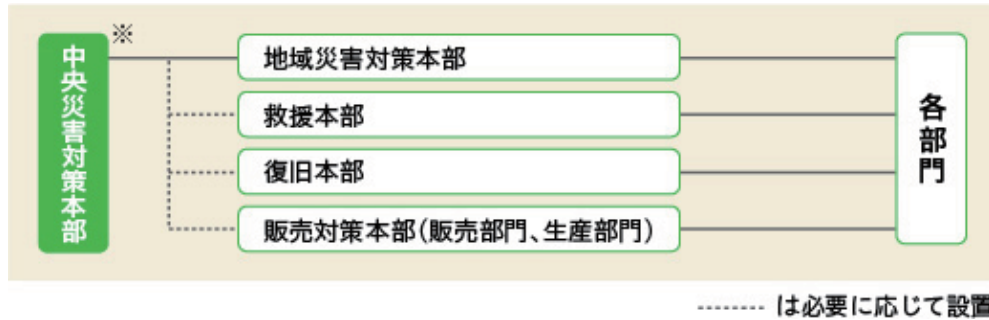 中央災害対策本部
※
地域災害対策本部
救援本部
復旧本部
販売対策本部（販売部門、生産部門）
各部門
は必要に応じて設置